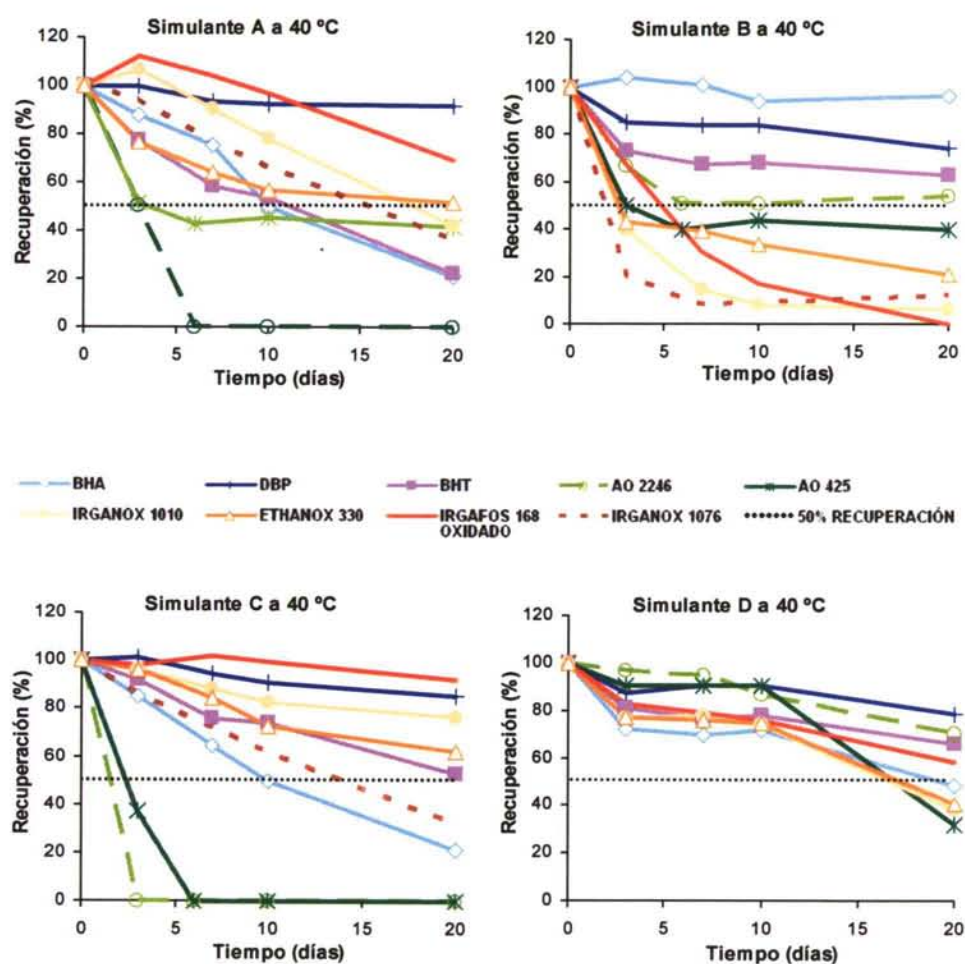 Simulante A a 40 ºC
Recuperación (%)
120
100
80
60
40
20
0
0 5 10 15 20
Tiempo (días)
Simulante B a 40 ºC
Recuperación (%)
120
100
80
60
40
20
0
0 5 10 15 20
Tiempo (días)
BHA DBP BHT AO 2246 AO 425
IRGANOX 1010 ETHANOX 330 IRGAFOS 168 IRGANOX 1076 50% RECUPERACIÓN
OXIDADO
Simulante C a 40 ºC
Recuperación (%)
120
100
80
60
40
20
0
0 5 10 15 20
Tiempo (días)
Simulante D a 40 ºC
Recuperación (%)
120
100
80
60
40
20
0
0 5 10 15 20
Tiempo (días)